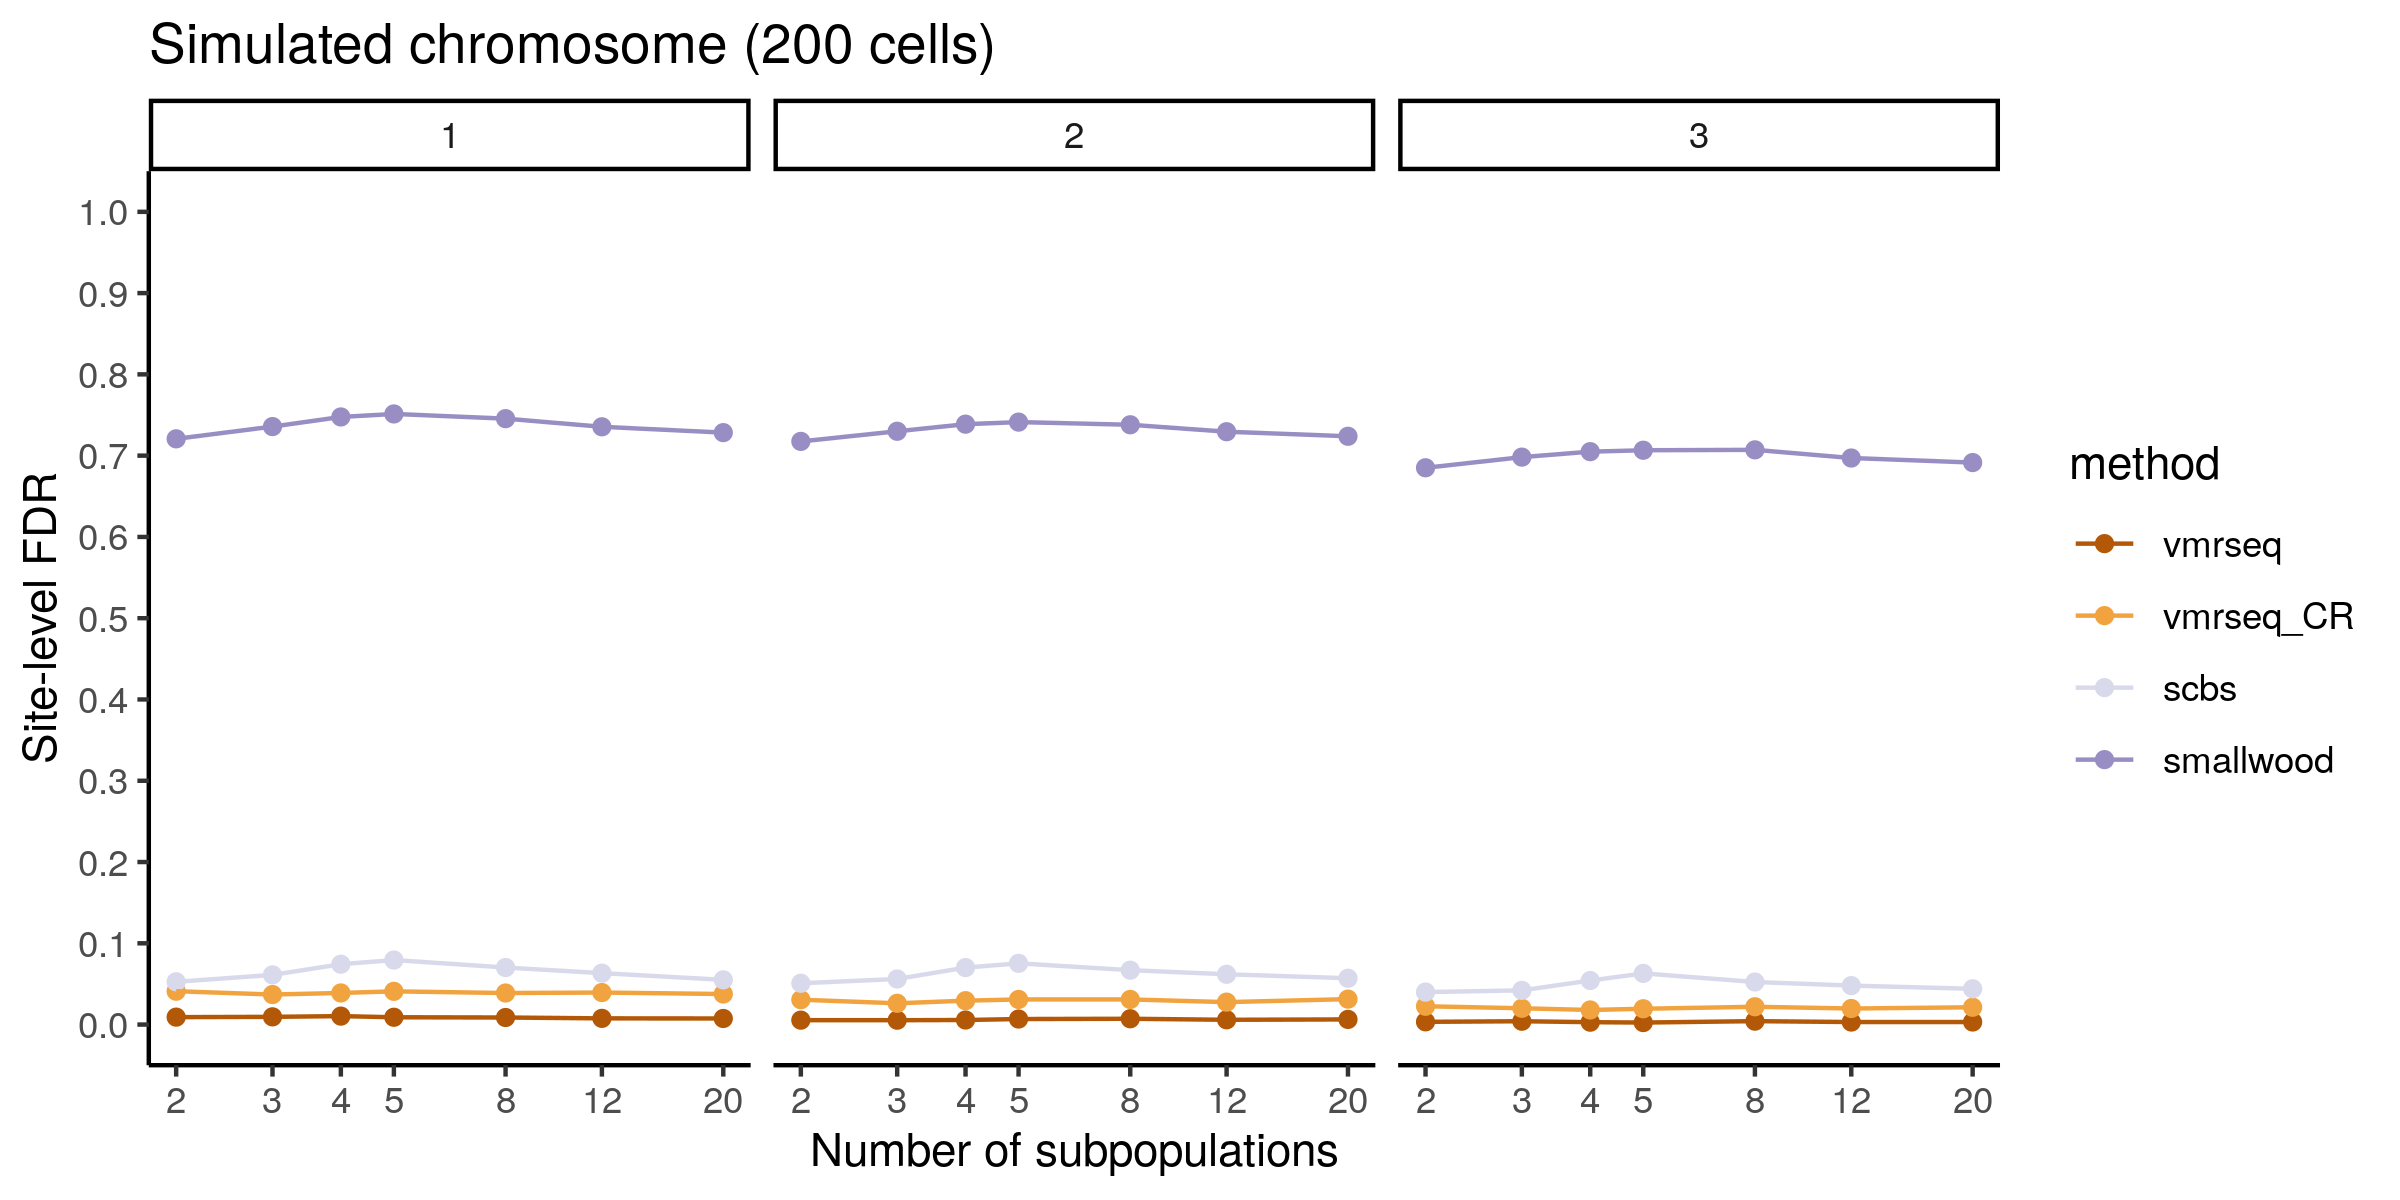 Simulated chromosome (200 cells)
1 2 3
1.0
0.9
0.8
0.7
0.6
0.5
0.4
0.3
0.2
0.1
0.0
Site-level FDR
2 3 4 5 8 12 20 2 3 4 5 8 12 20 2 3 4 5 8 12 20
Number of subpopulations
method
vmrseq
vmrseq_CR
scbs
smallwood